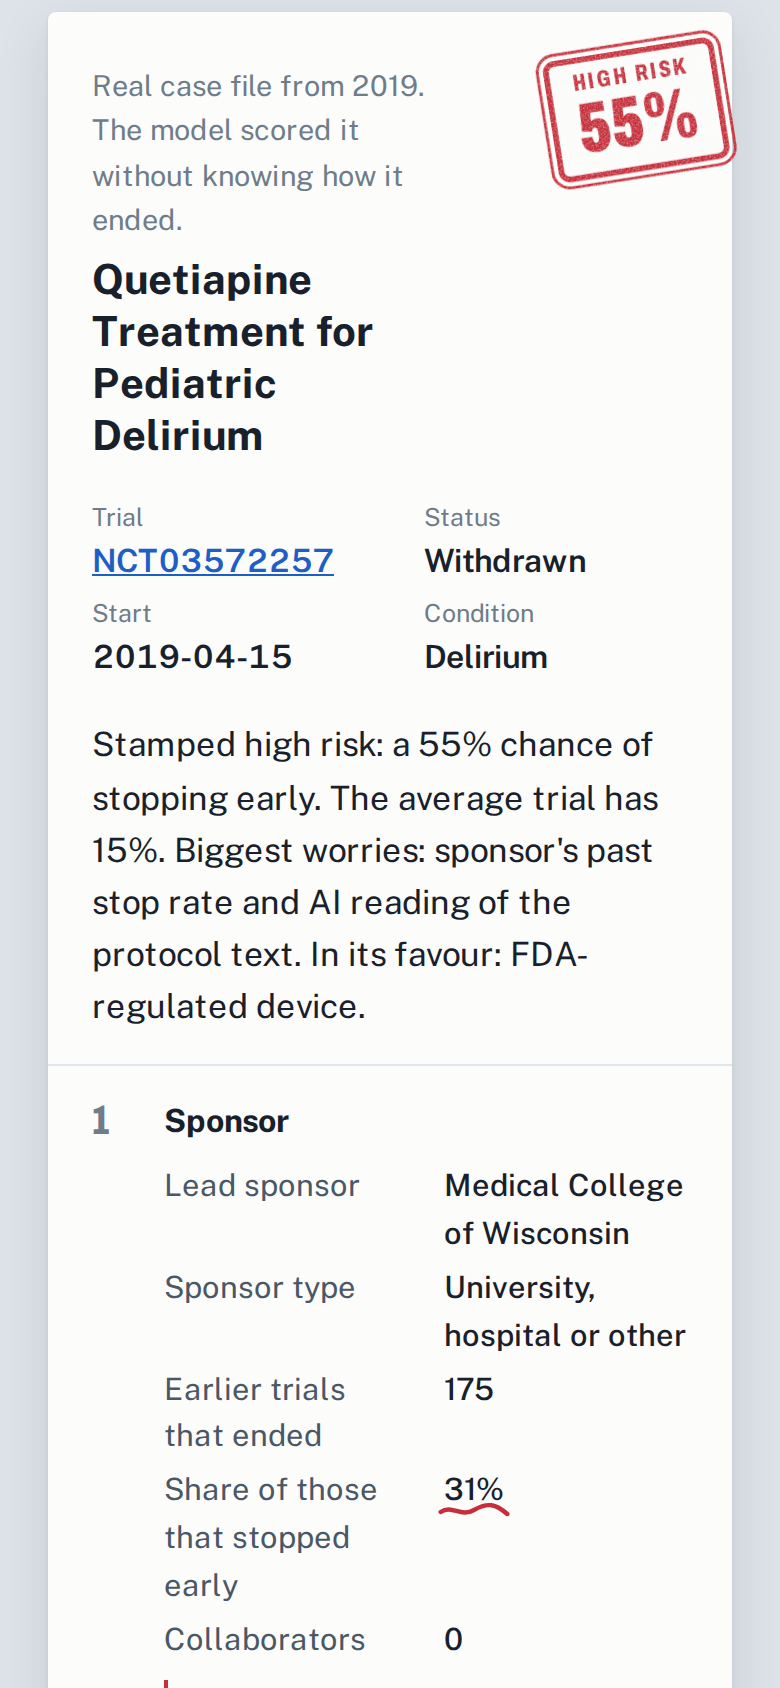 Real case file from 2019.
The model scored it
without knowing how it
ended.
HIGH RISK
55%
Quetiapine
Treatment for
Pediatric
Delirium
Trial
Status
NCT03572257
Withdrawn
Start
Condition
2019-04-15
Delirium
Stamped high risk: a 55% chance of
stopping early. The average trial has
15%. Biggest worries: sponsor's past
stop rate and AI reading of the
protocol text. In its favour: FDA-
regulated device.
1 Sponsor
Lead sponsor
Medical College
of Wisconsin
Sponsor type
University,
hospital or other
Earlier trials
that ended
175
Share of those
that stopped
early
31%
Collaborators
0